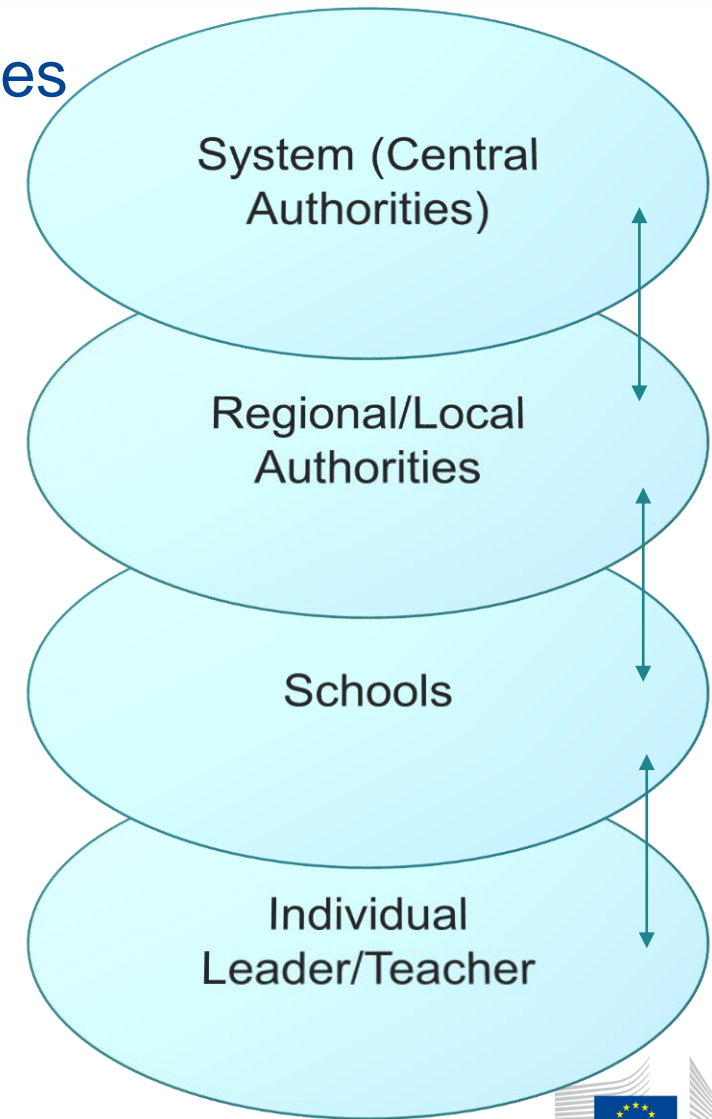 es
System (Central
Authorities)
Regional/Local
Authorities
Schools
Individual
Leader/Teacher